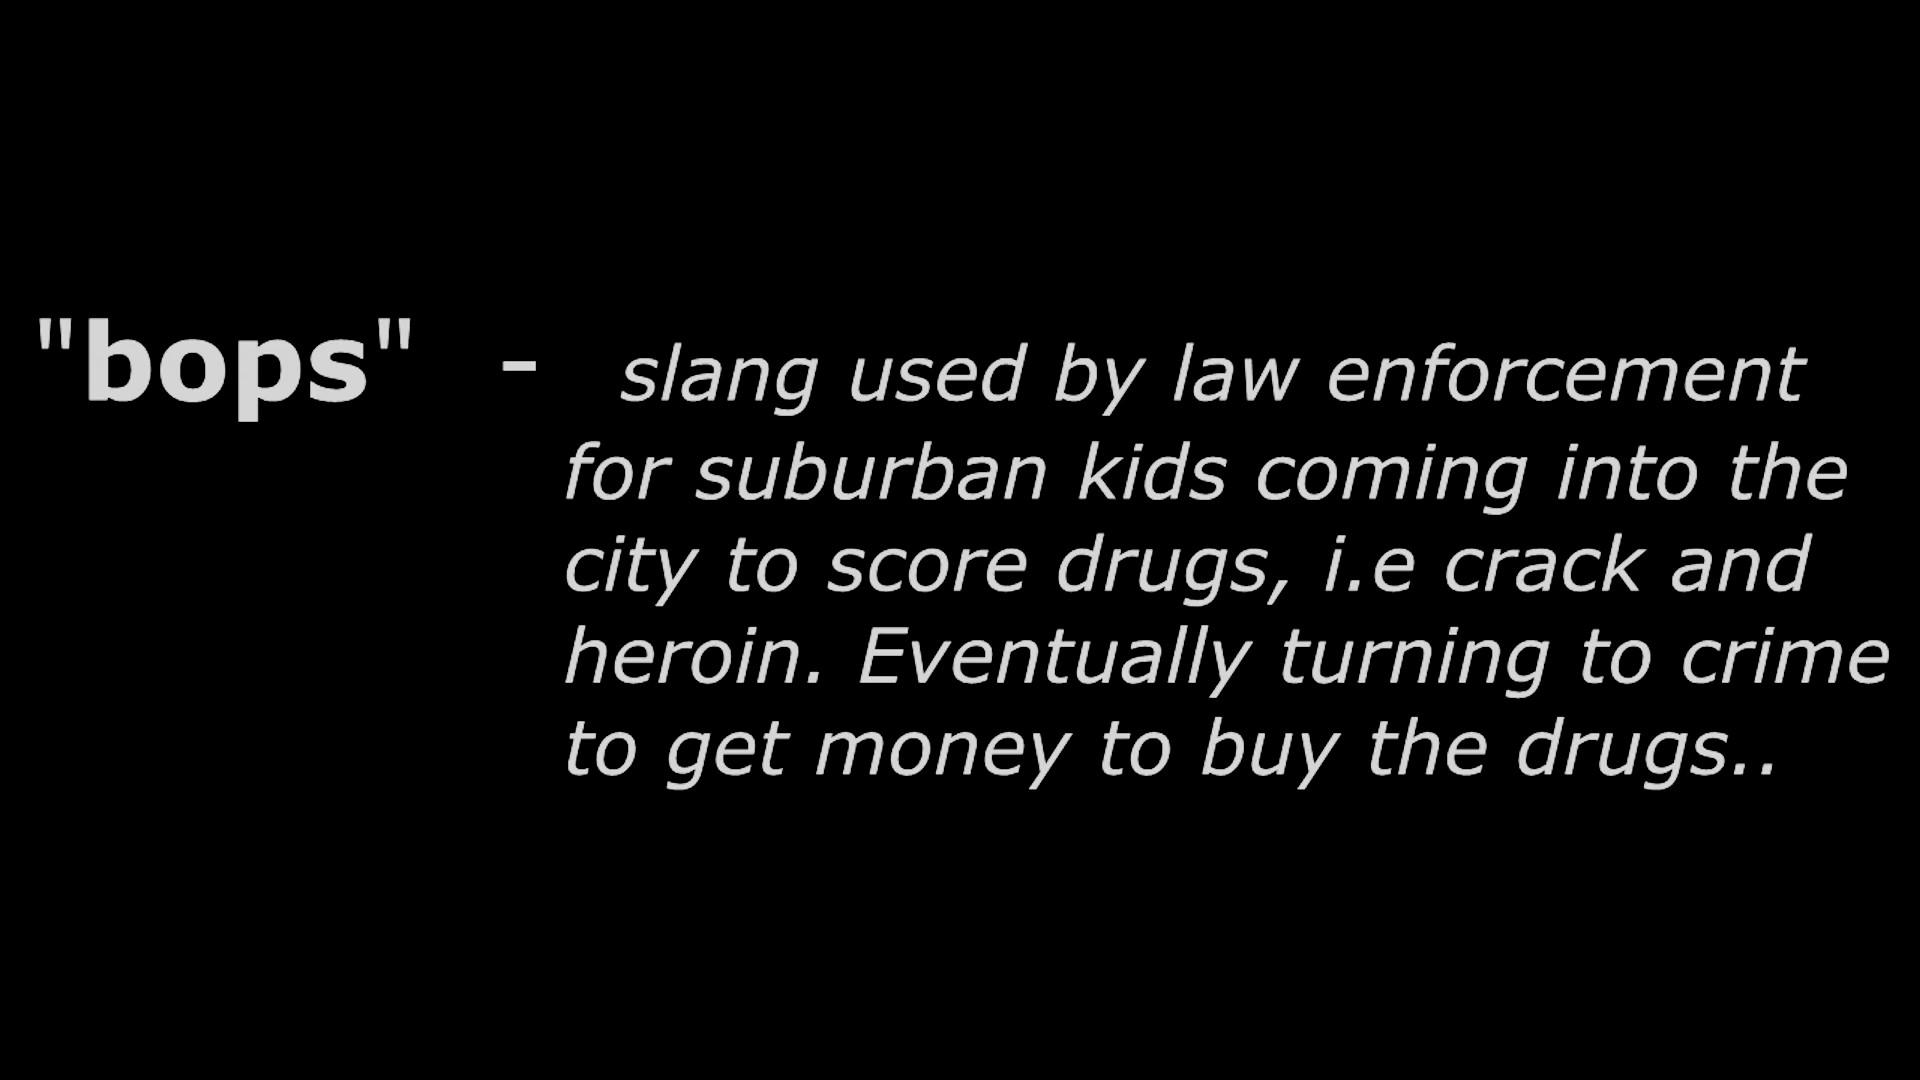 "bops" - slang used by law enforcement
for suburban kids coming into the
city to score drugs, i.e crack and
heroin. Eventually turning to crime
to get money to buy the drugs..